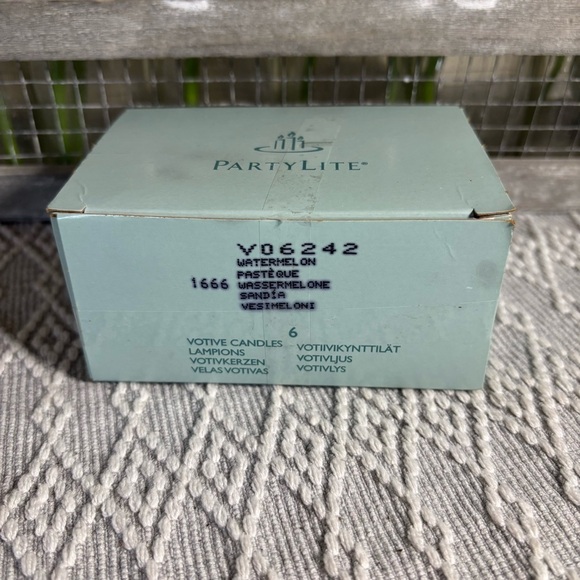 PARTYLITE®
V06242
WATERMELON
PASTÈQUE
1666 WASSERMELONE
SANDÍA
VESIMELONI
6
VOTIVE CANDLES VOTIIVIKYNTTILÄT
LAMPIONS VOTIVLJUS
VOTIVKERZEN VOTIVLYS
VELAS VOTIVAS